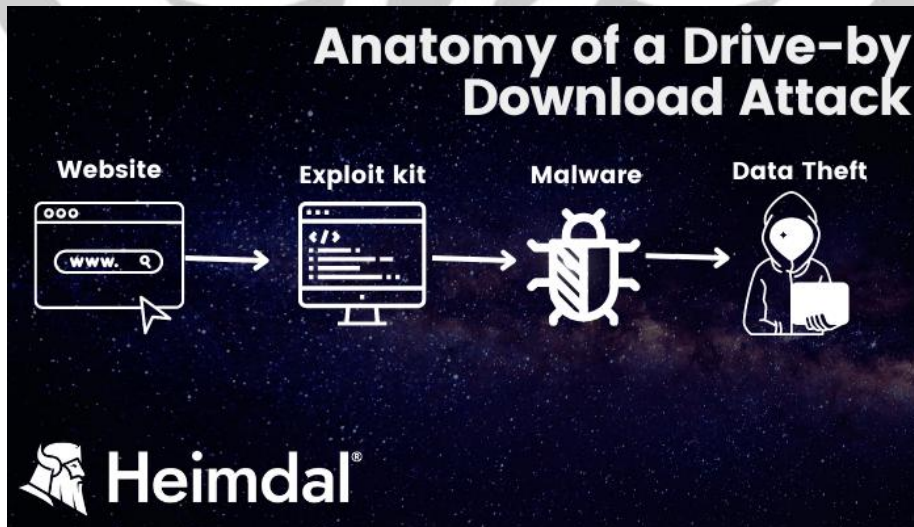 Anatomy of a Drive-by
Download Attack
Website
Exploit kit
Malware
Data Theft
www.
</>
Heimdal®